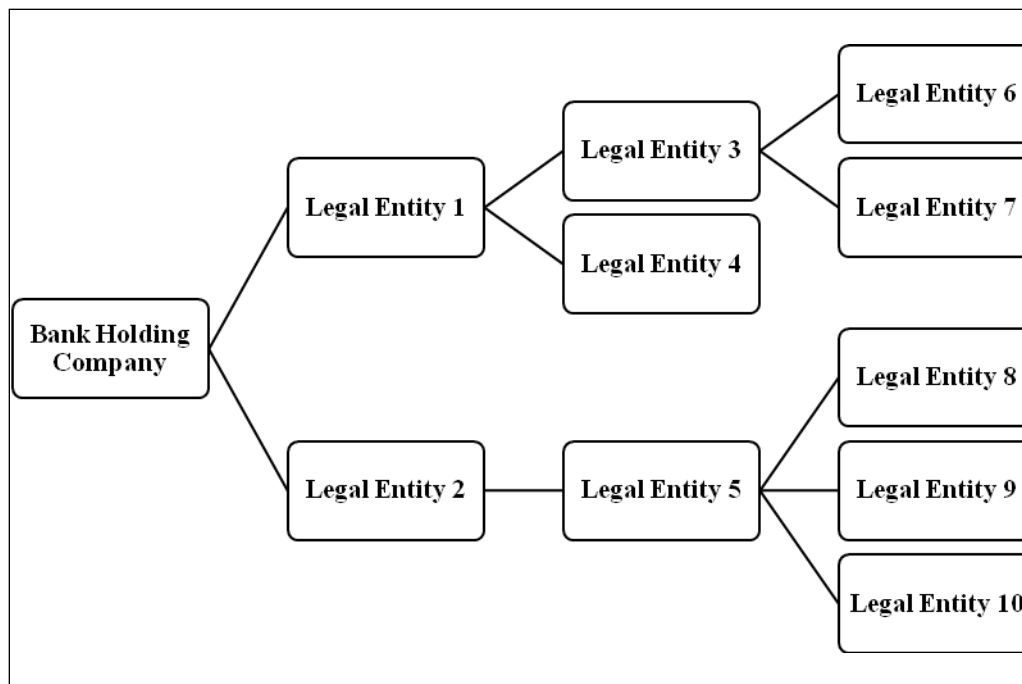 Legal Entity 6
Legal Entity 3
Legal Entity 1
Legal Entity 7
Legal Entity 4
Bank Holding
Company
Legal Entity 8
Legal Entity 2
Legal Entity 5
Legal Entity 9
Legal Entity 10